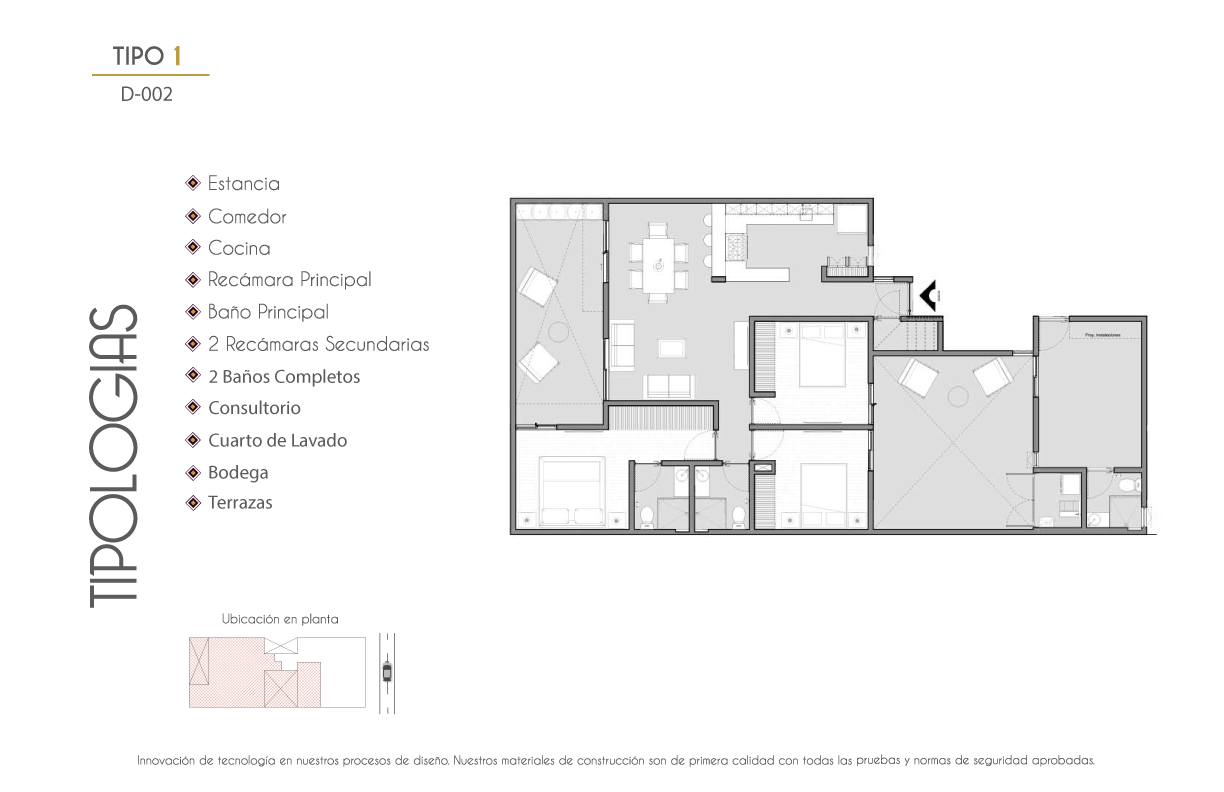 TIPO 1
D-002
Estancia
Comedor
Cocina
Recámara Principal
Baño Principal
2 Recámaras Secundarias
2 Baños Completos
Consultorio
Cuarto de Lavado
Bodega
Terrazas
TIPOLOGIAS
Proy. Instalaciones
Ubicación en planta
Innovación de tecnología en nuestros procesos de diseño. Nuestros materiales de construcción son de primera calidad con todas las pruebas y normas de seguridad aprobadas.